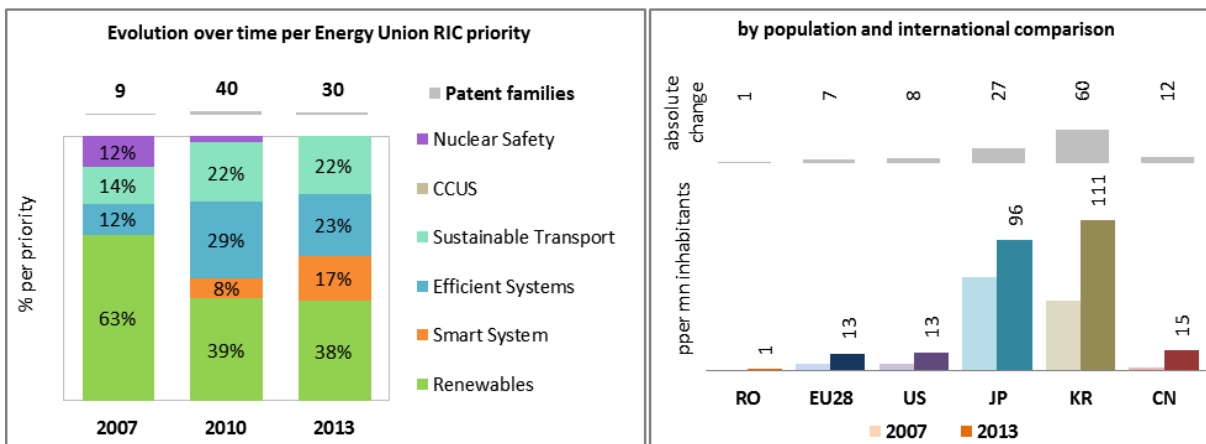 Evolution over time per Energy Union RIC priority
9 40 30
Patent families
Nuclear Safety
CCUS
Sustainable Transport
Efficient Systems
Smart System
Renewables
% per priority
12%
14%
12%
63%
22%
29%
8%
39%
22%
23%
17%
38%
2007 2010 2013
by population and international comparison
absolute
change
1 7 8 27 60 12
pper mn inhabitants
1 13 13 96 111 15
RO EU28 US JP KR CN
2007 2013